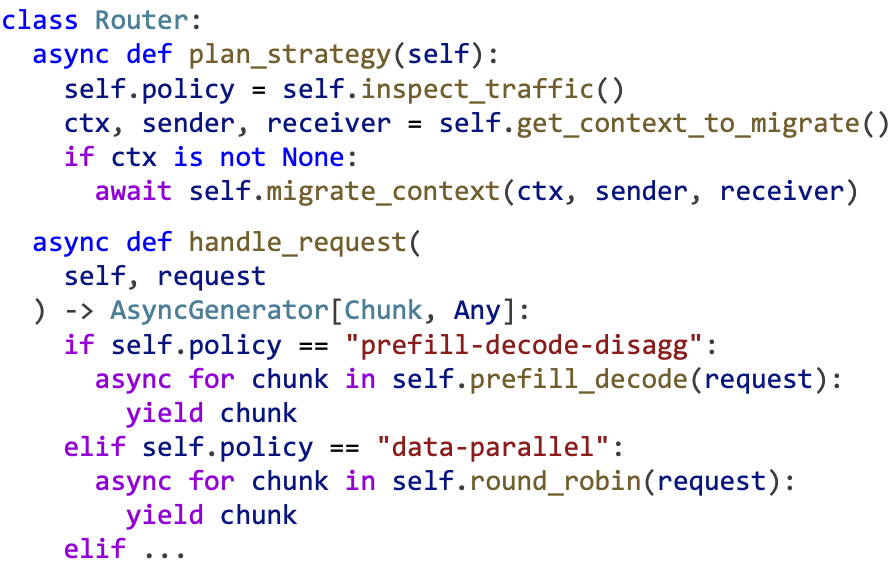 class Router:
  async def plan_strategy(self):
    self.policy = self.inspect_traffic()
    ctx, sender, receiver = self.get_context_to_migrate()
    if ctx is not None:
      await self.migrate_context(ctx, sender, receiver)
  async def handle_request(
    self, request
  ) -> AsyncGenerator[Chunk, Any]:
    if self.policy == "prefill-decode-disagg":
      async for chunk in self.prefill_decode(request):
        yield chunk
    elif self.policy == "data-parallel":
      async for chunk in self.round_robin(request):
        yield chunk
    elif ...